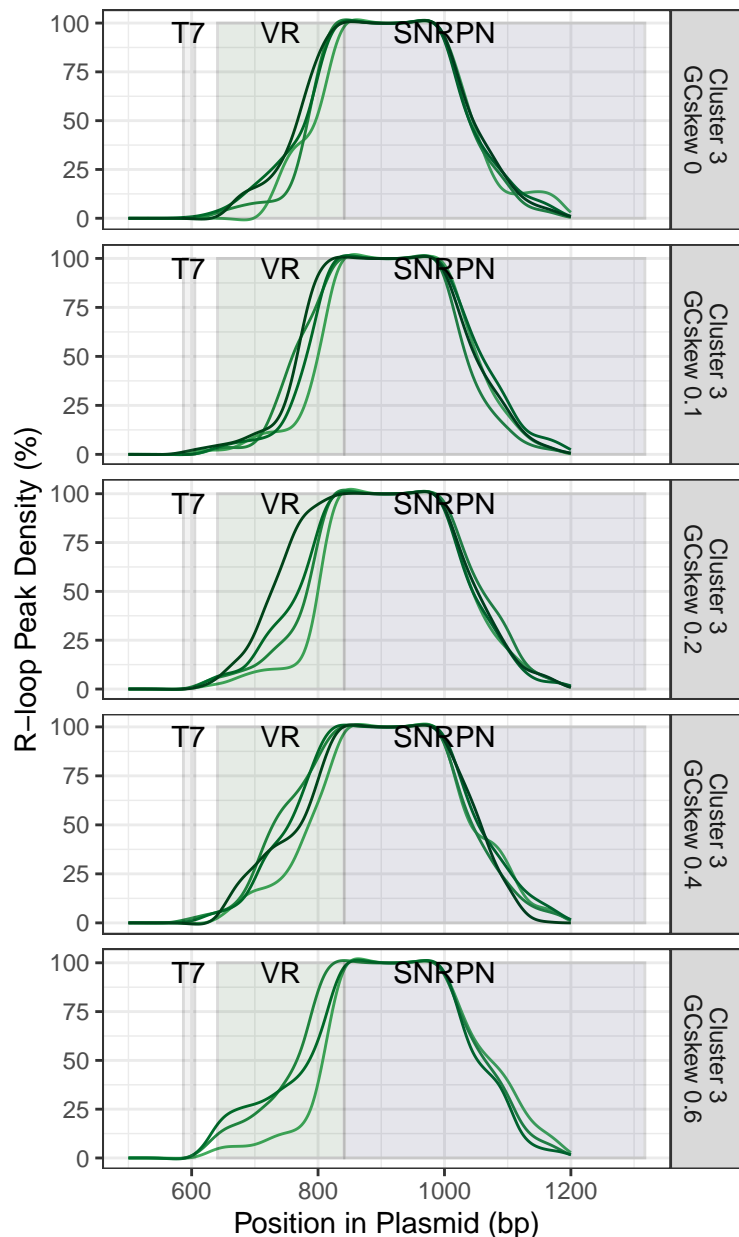 R−loop Peak Density (%)
T7 VR SNRPN
100
75
50
25
0
Cluster 3
GCskew 0
T7 VR SNRPN
100
75
50
25
0
Cluster 3
GCskew 0.1
T7 VR SNRPN
100
75
50
25
0
Cluster 3
GCskew 0.2
T7 VR SNRPN
100
75
50
25
0
Cluster 3
GCskew 0.4
T7 VR SNRPN
100
75
50
25
0
Cluster 3
GCskew 0.6
600 800 1000 1200
Position in Plasmid (bp)